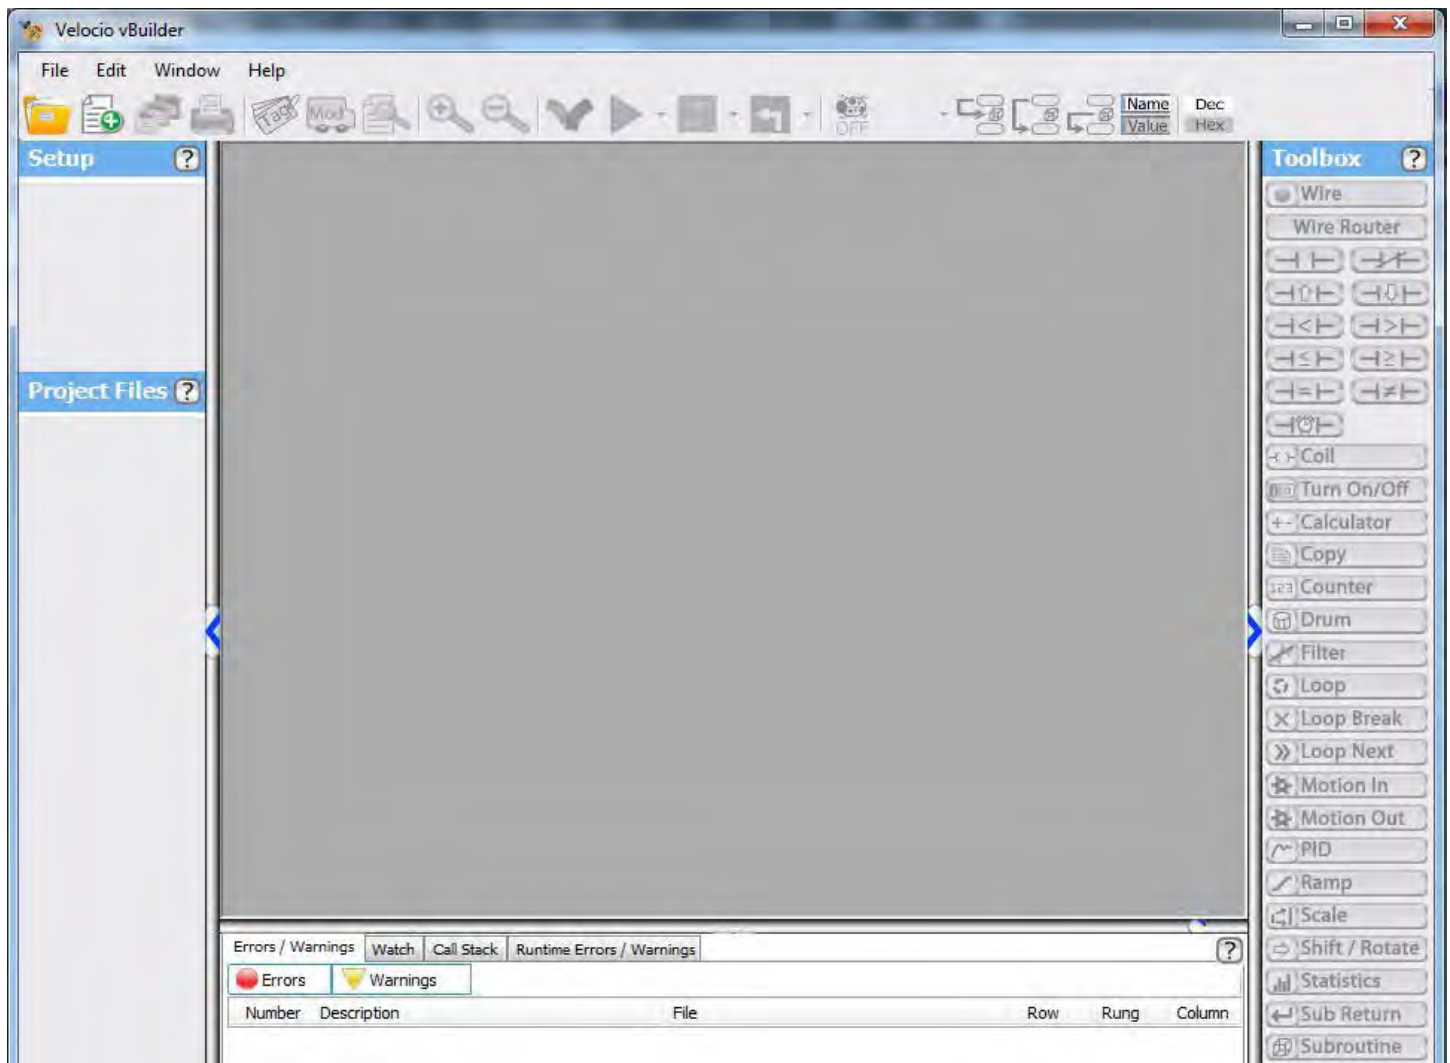 Velocio vBuilder
File Edit Window Help
Tags Mod OFF Name Value Dec Hex
Setup ?
Project Files ?
Toolbox ?
Wire
Wire Router
Coil
Turn On/Off
Calculator
Copy
Counter
Drum
Filter
Loop
Loop Break
Loop Next
Motion In
Motion Out
PID
Ramp
Scale
Shift / Rotate
Statistics
Sub Return
Subroutine
Errors / Warnings Watch Call Stack Runtime Errors / Warnings ?
Errors Warnings
Number Description File Row Rung Column